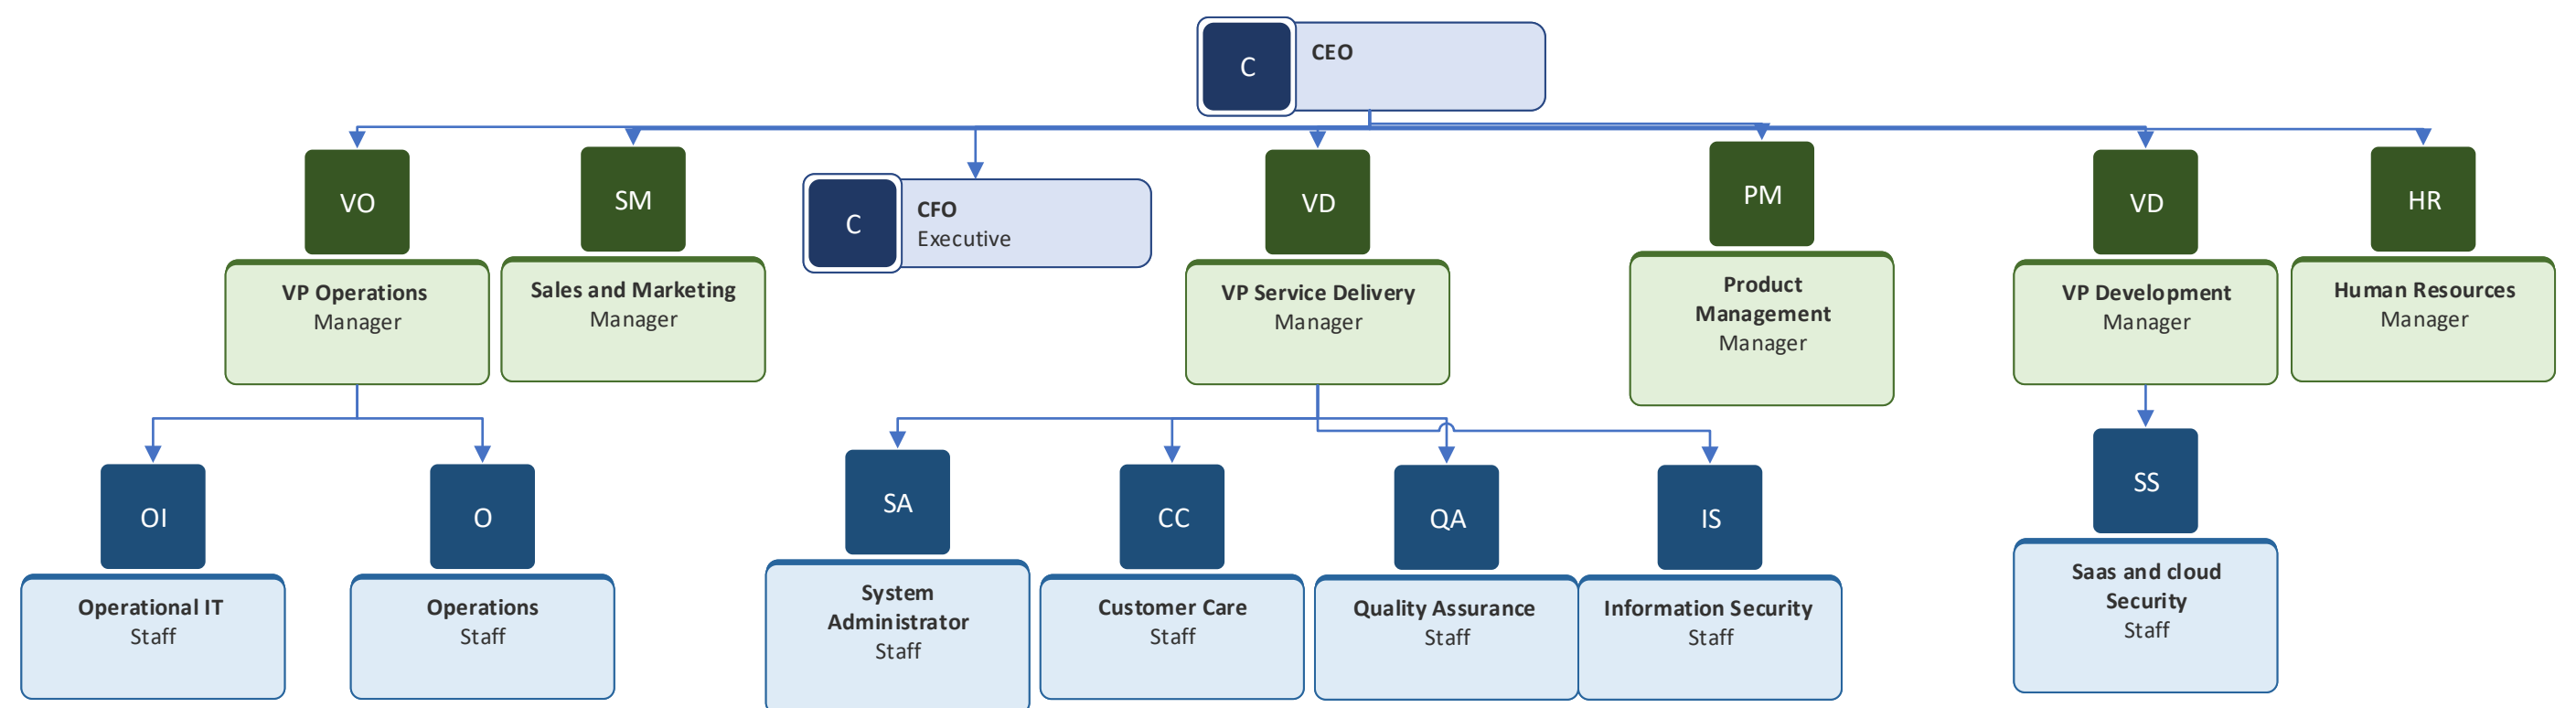 C
CEO
VO
SM
C
CFO
Executive
VD
PM
VD
HR
VP Operations
Manager
Sales and Marketing
Manager
VP Service Delivery
Manager
Product
Management
Manager
VP Development
Manager
Human Resources
Manager
OI
O
SA
CC
QA
IS
SS
Operational IT
Staff
Operations
Staff
System
Administrator
Staff
Customer Care
Staff
Quality Assurance
Staff
Information Security
Staff
Saas and cloud
Security
Staff